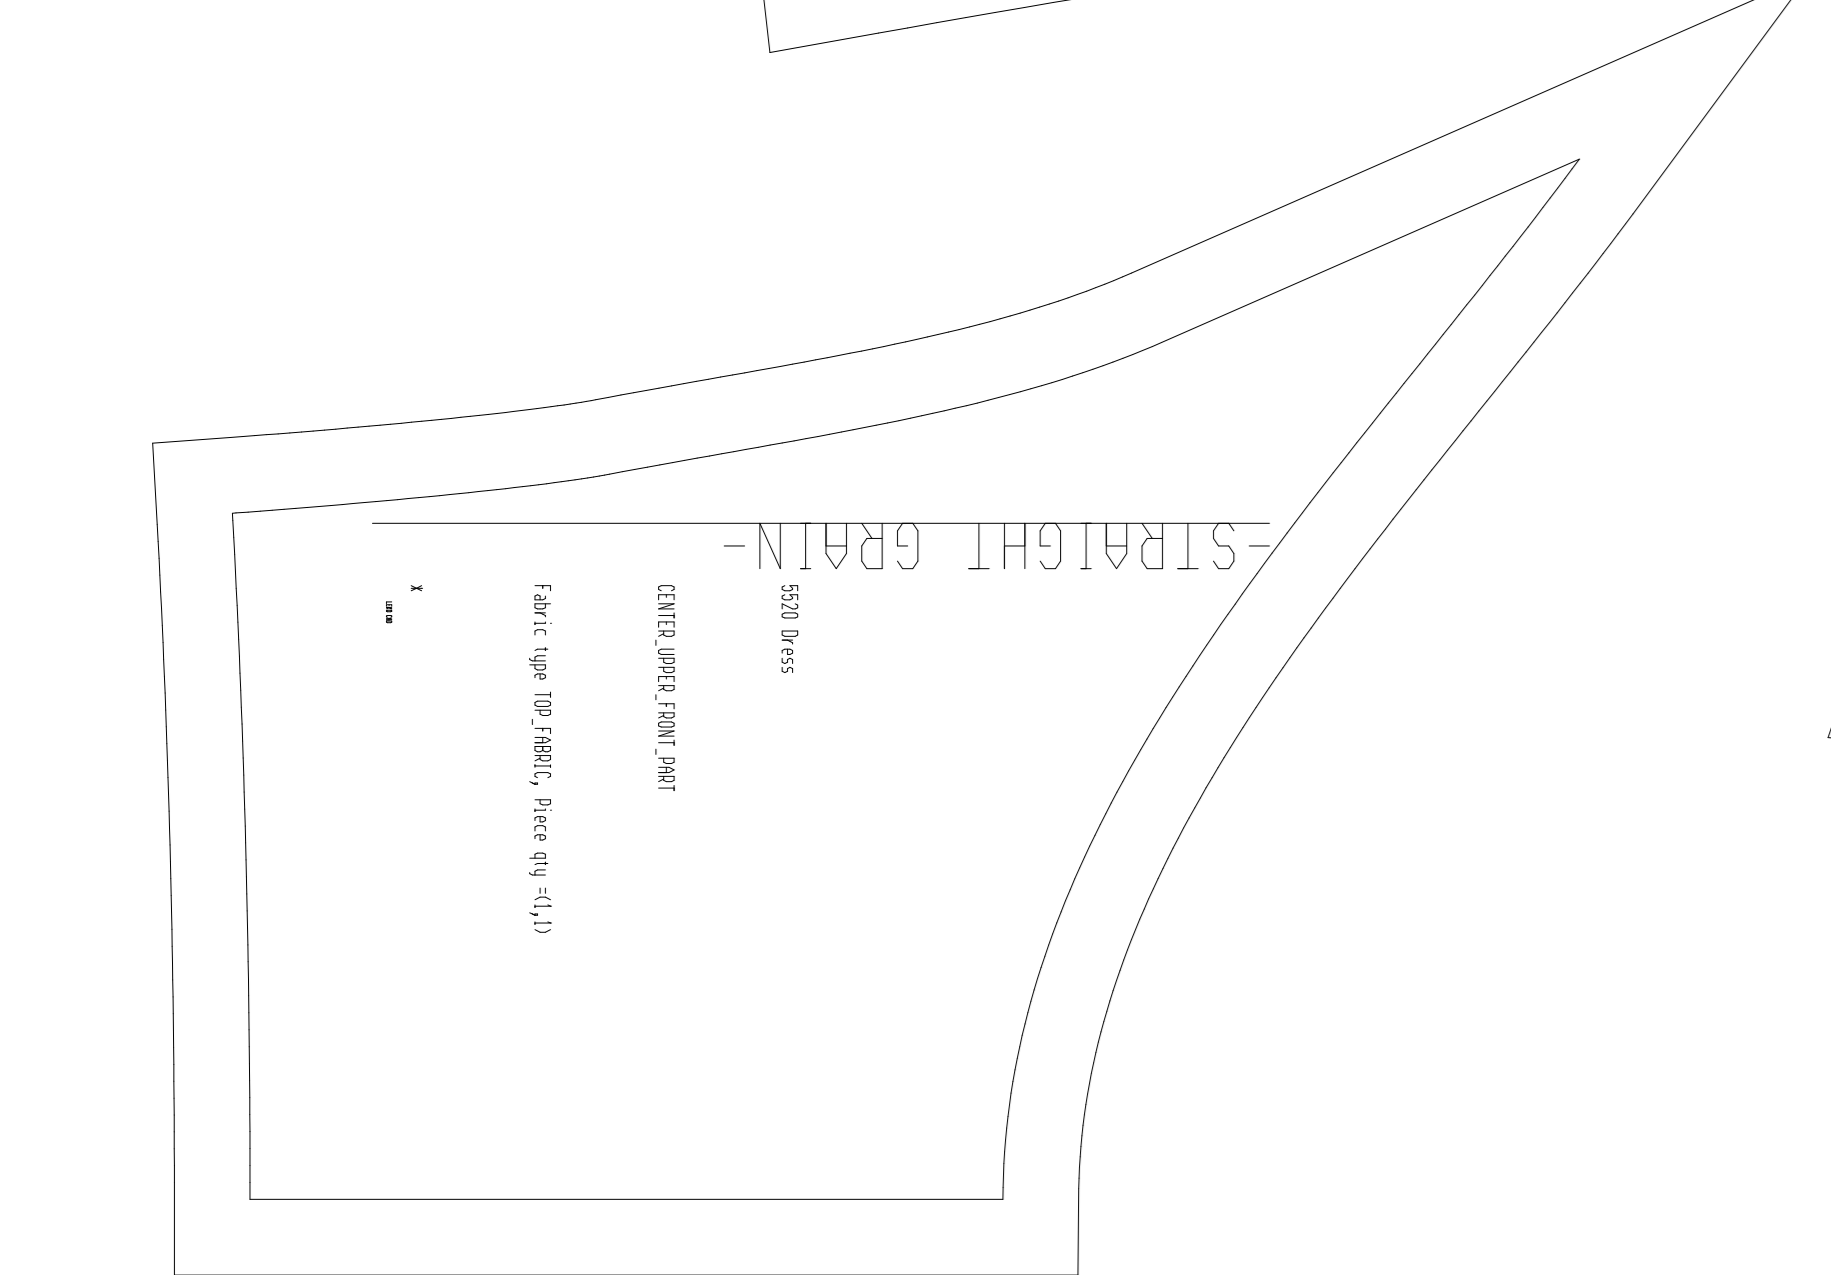 -STRAIGHT GRAIN-
5520 Dress
CENTER_UPPER_FRONT_PART
Fabric type TOP_FABRIC, Piece qty =(1,1)